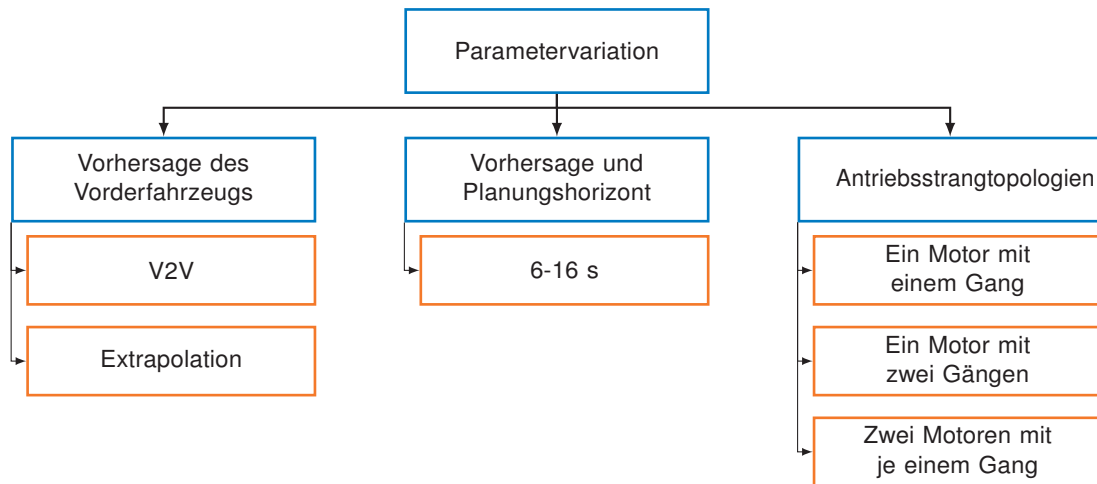 Parametervariation
Vorhersage des
Vorderfahrzeugs
V2V
Extrapolation
Vorhersage und
Planungshorizont
6-16 s
Antriebsstrangtopologien
Ein Motor mit
einem Gang
Ein Motor mit
zwei Gängen
Zwei Motoren mit
je einem Gang